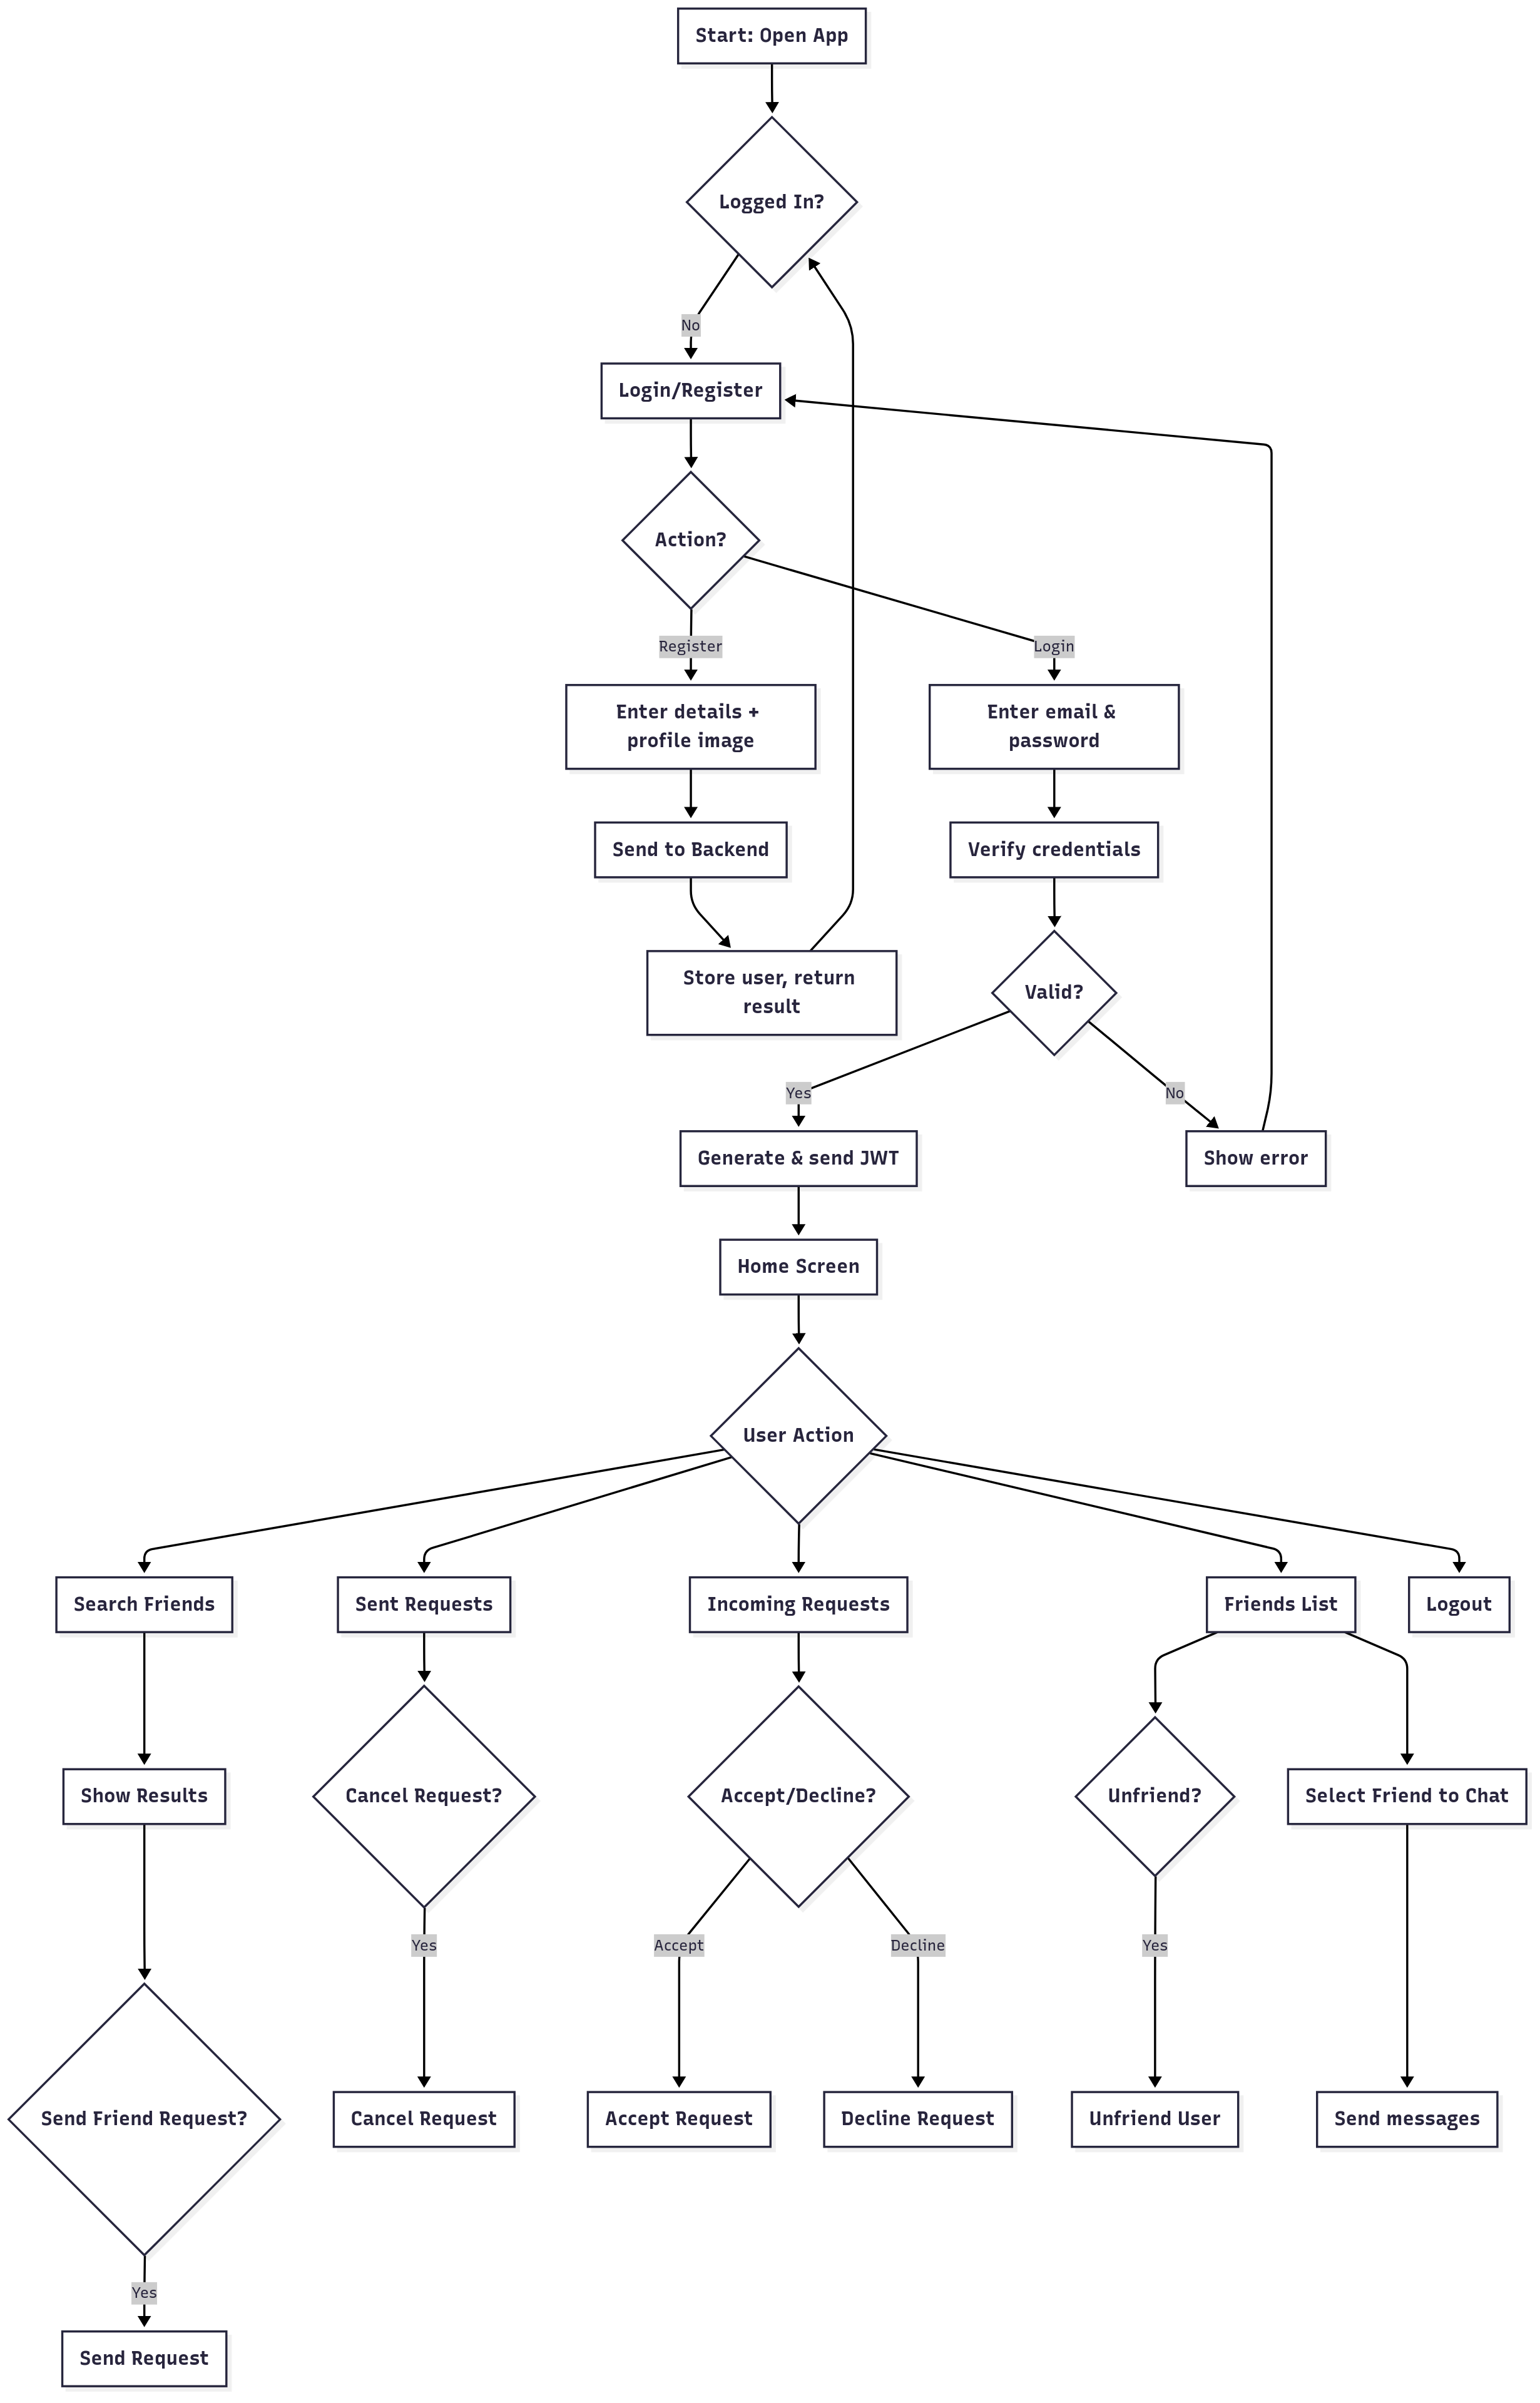 Start: Open App
Logged In?
No
Login/Register
Action?
Register
Login
Enter details +
profile image
Enter email &
password
Send to Backend
Verify credentials
Store user, return
result
Valid?
Yes
No
Generate & send JWT
Show error
Home Screen
User Action
Search Friends
Sent Requests
Incoming Requests
Friends List
Logout
Show Results
Cancel Request?
Accept/Decline?
Unfriend?
Select Friend to Chat
Yes
Accept
Decline
Yes
Send Friend Request?
Cancel Request
Accept Request
Decline Request
Unfriend User
Send messages
Yes
Send Request